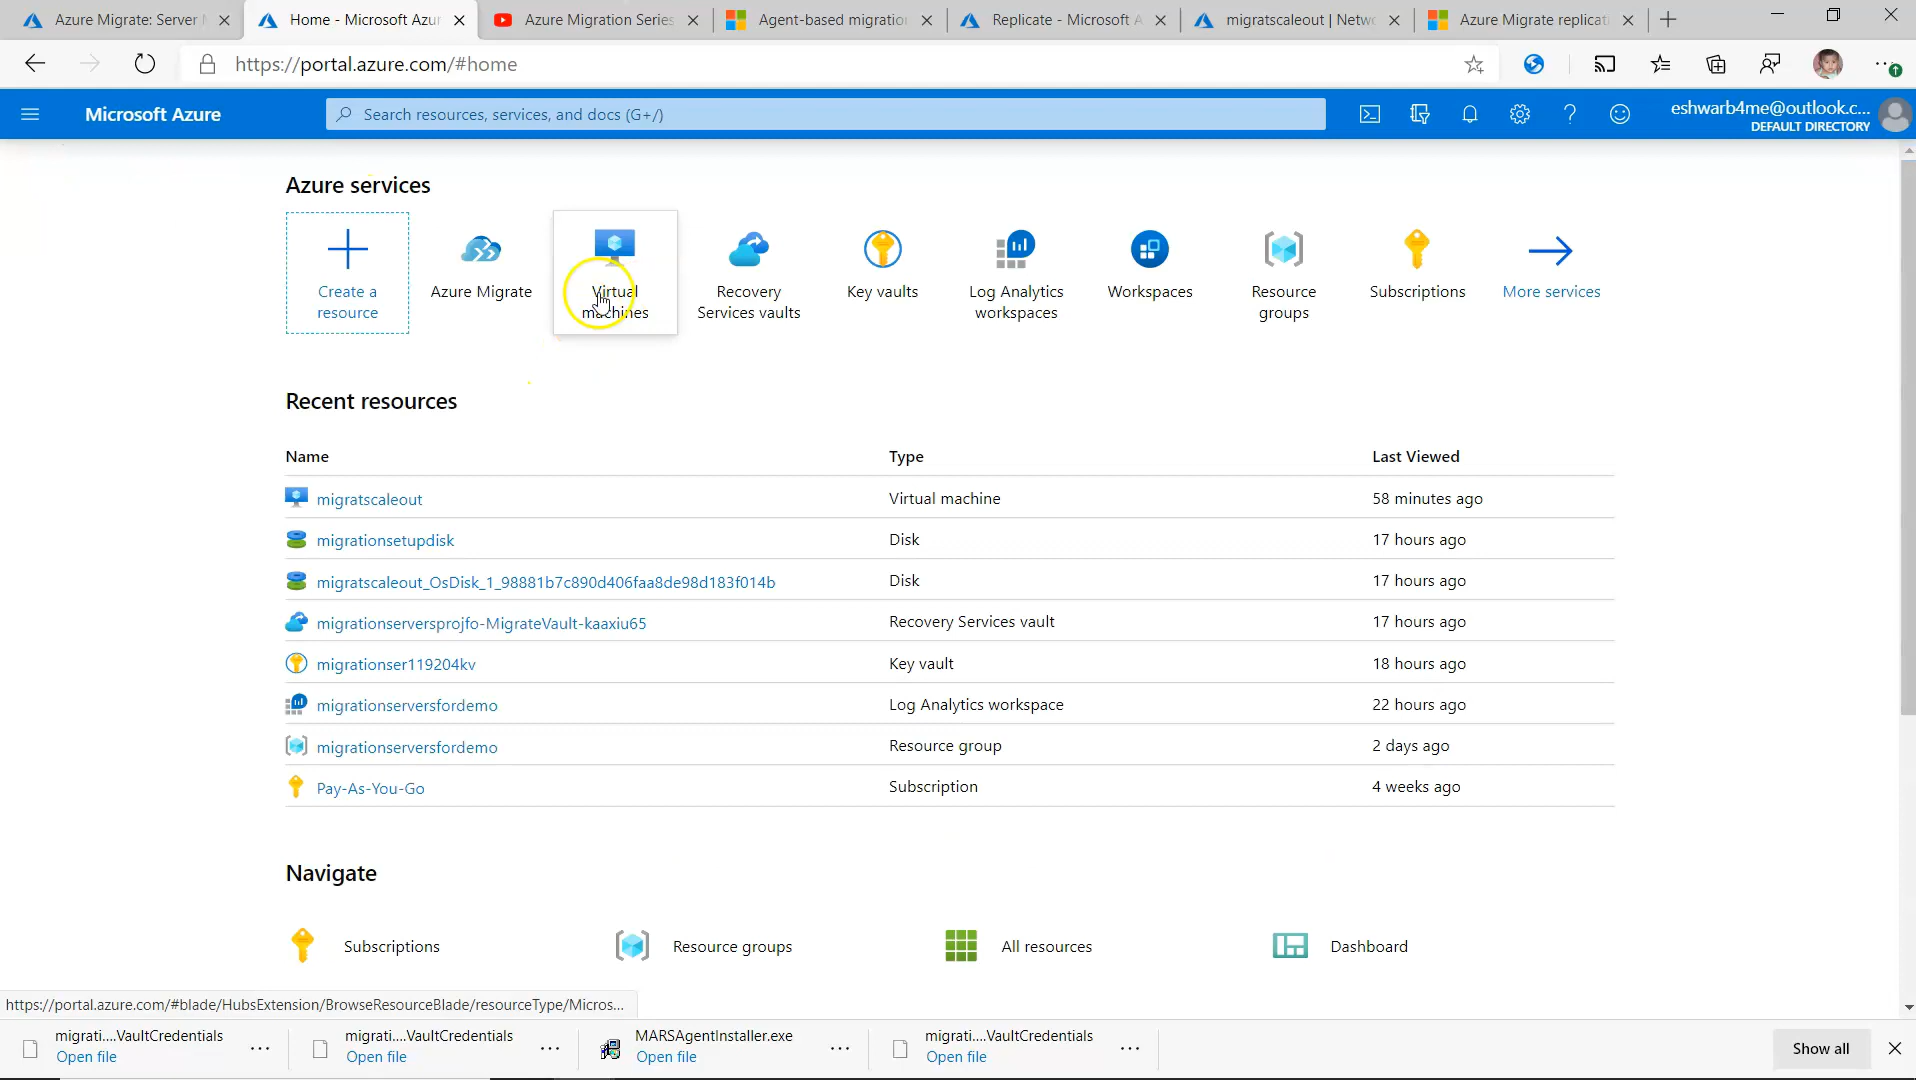 Azure Migrate: Server
Home - Microsoft Azur
Azure Migration Series
Agent-based migration
Replicate - Microsoft A
migratscaleout | Netwo
Azure Migrate replicat
https://portal.azure.com/#home
Microsoft Azure
Search resources, services, and docs (G+/)
eshwarb4me@outlook.c...
DEFAULT DIRECTORY
Azure services
Create a
resource
Azure Migrate
Virtual
machines
Recovery
Services vaults
Key vaults
Log Analytics
workspaces
Workspaces
Resource
groups
Subscriptions
More services
Recent resources
Name Type Last Viewed
migratscaleout Virtual machine 58 minutes ago
migrationsetupdisk Disk 17 hours ago
migratscaleout_OsDisk_1_98881b7c890d406faa8de98d183f014b Disk 17 hours ago
migrationserversprojfo-MigrateVault-kaaxiu65 Recovery Services vault 17 hours ago
migrationser119204kv Key vault 18 hours ago
migrationserversfordemo Log Analytics workspace 22 hours ago
migrationserversfordemo Resource group 2 days ago
Pay-As-You-Go Subscription 4 weeks ago
Navigate
Subscriptions Resource groups All resources Dashboard
https://portal.azure.com/#blade/HubsExtension/BrowseResourceBlade/resourceType/Micros...
migrati....VaultCredentials
Open file
migrati....VaultCredentials
Open file
MARSAgentInstaller.exe
Open file
migrati....VaultCredentials
Open file
Show all